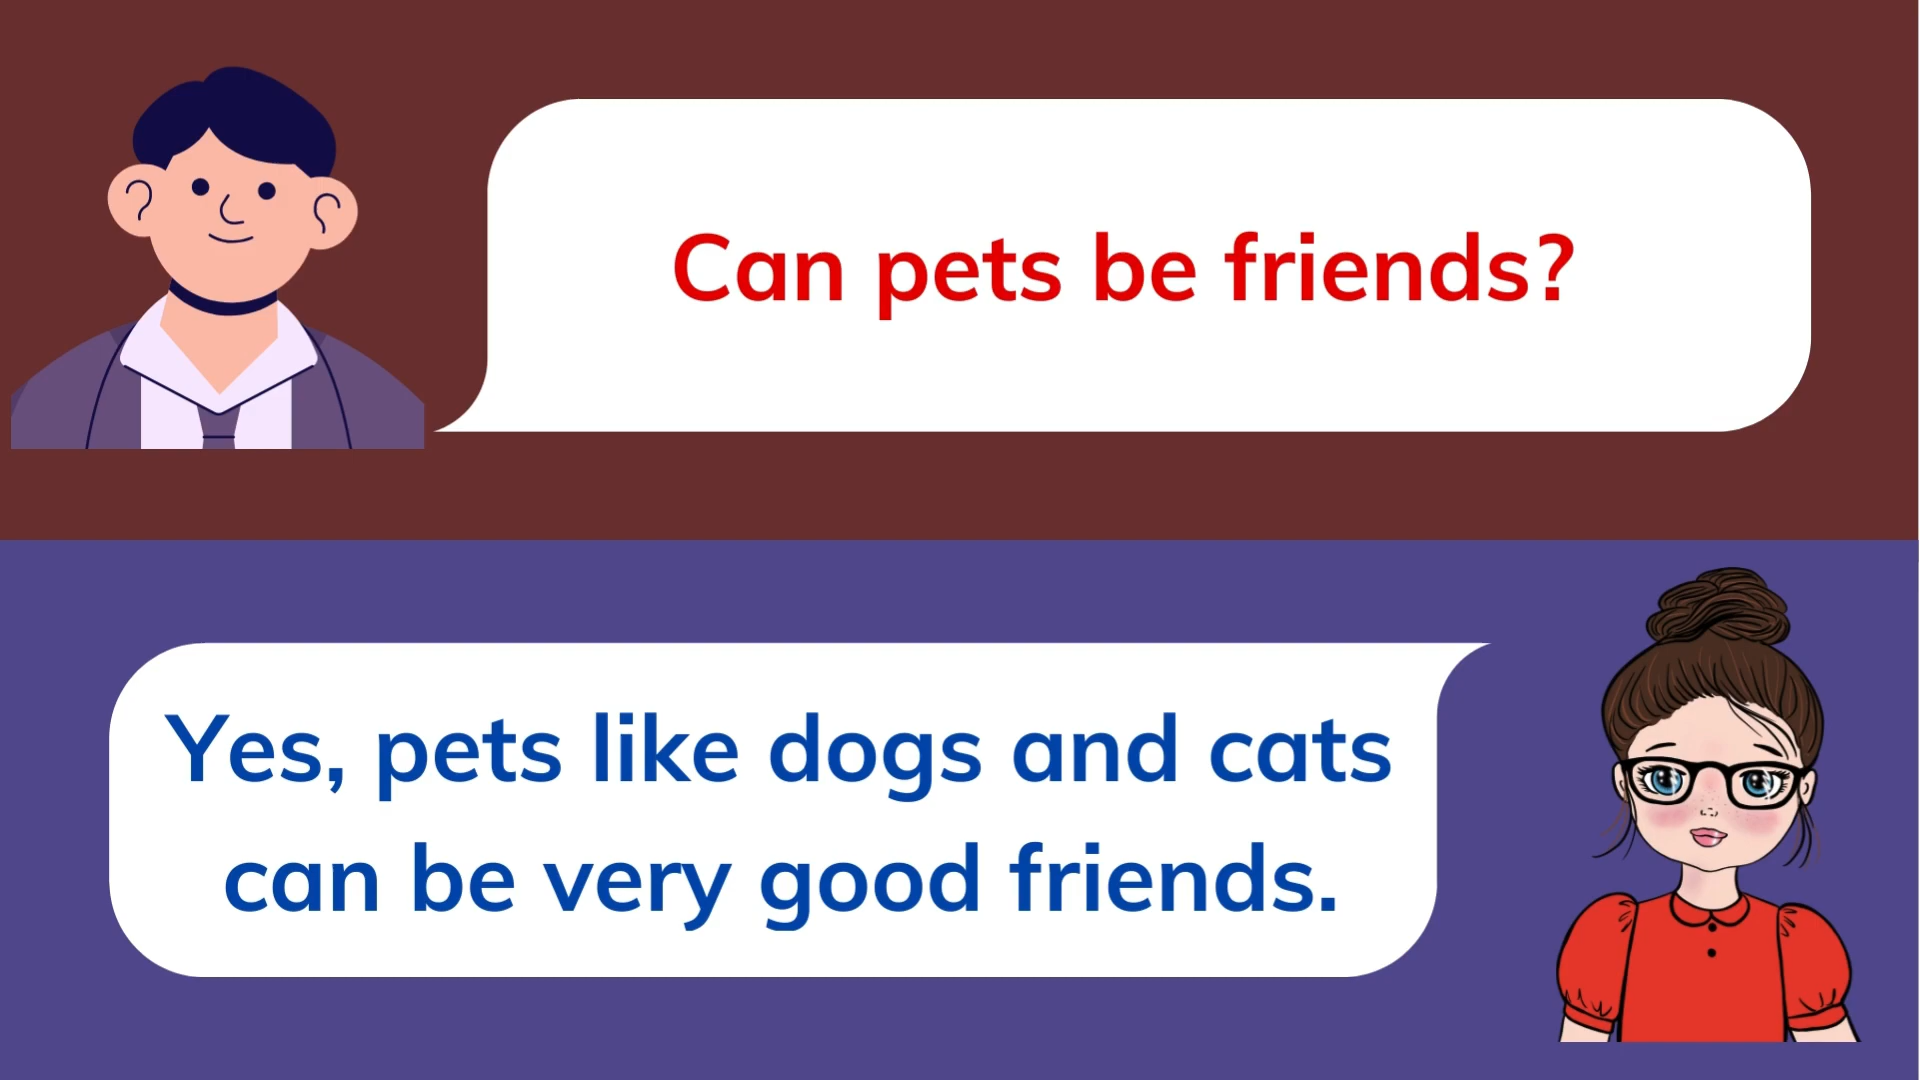 Can pets be friends?
Yes, pets like dogs and cats
can be very good friends.